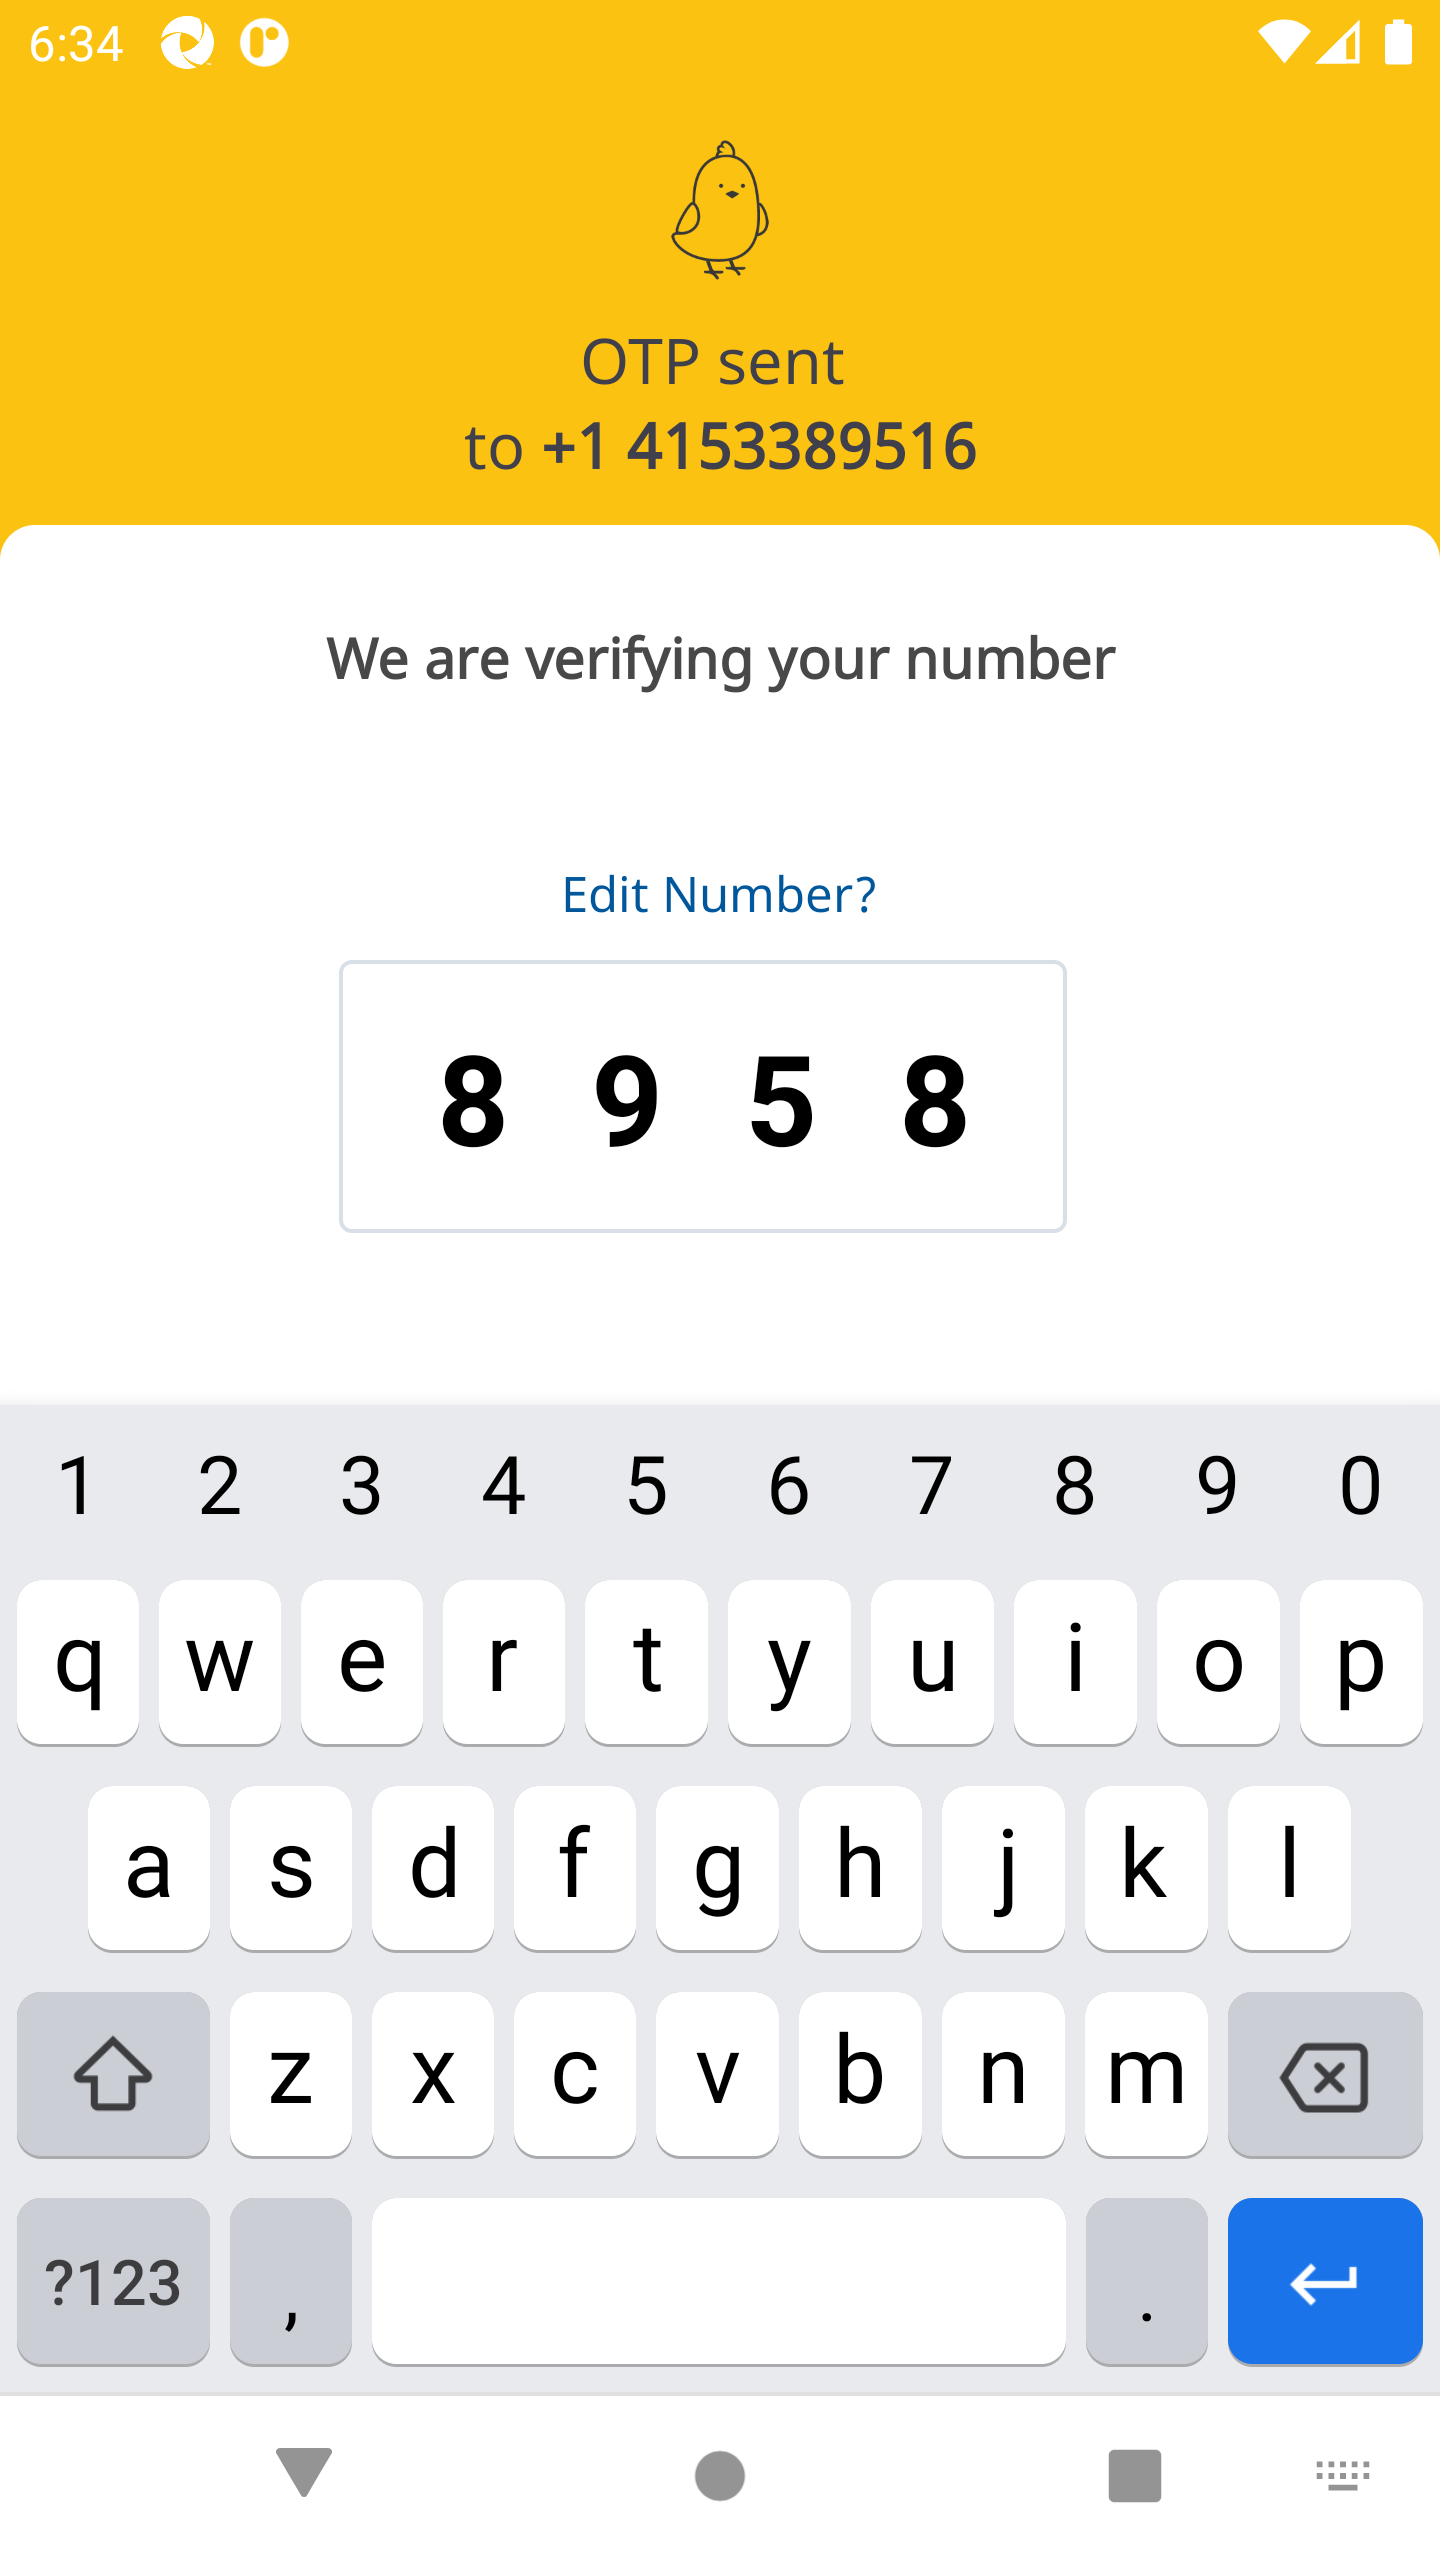 6:34
OTP sent
to +1 4153389516
We are verifying your number
Edit Number?
8 9 5 8
1 2 3 4 5 6 7 8 9 0
q w e r t y u i o p
a s d f g h j k l
z x c v b n m
?123 , .